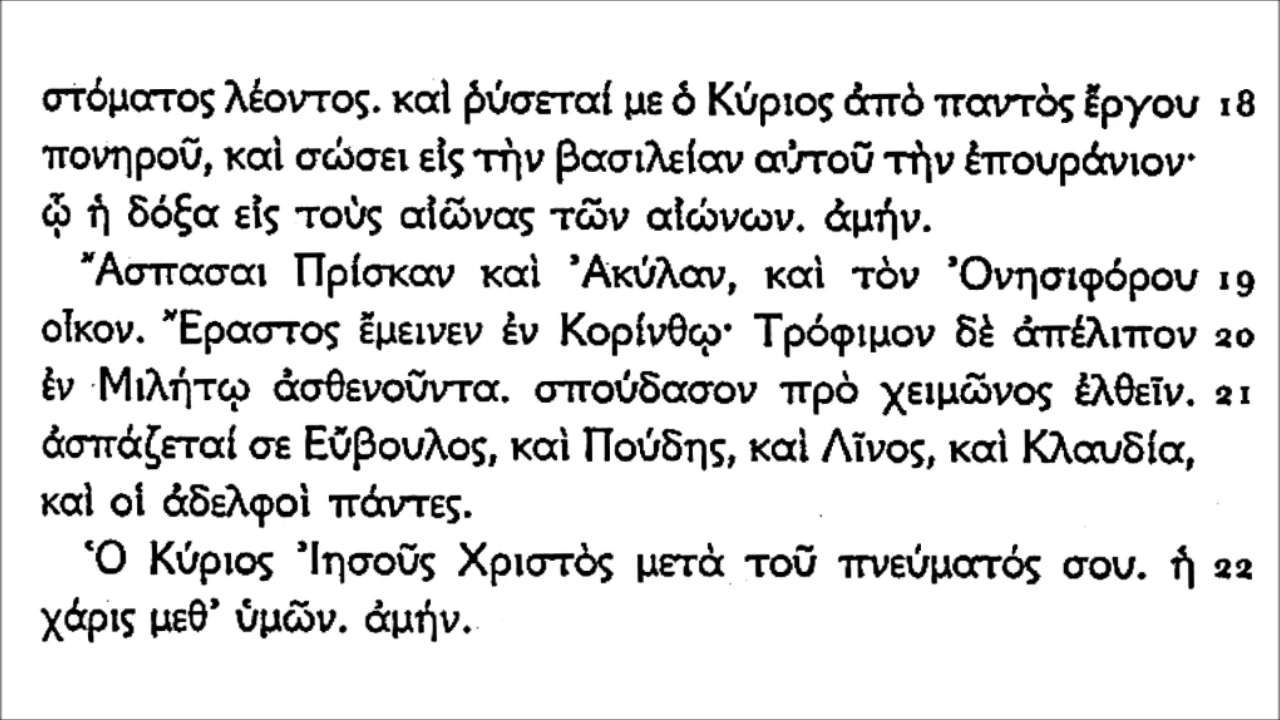 στόματος λέοντος. καὶ ῥύσεταί με ὁ Κύριος ἀπὸ παντὸς ἔργου 18
πονηροῦ, καὶ σώσει εἰς τὴν βασιλείαν αὐτοῦ τὴν ἐπουράνιον·
ᾧ ἡ δόξα εἰς τοὺς αἰῶνας τῶν αἰώνων. ἀμήν.
Ἄσπασαι Πρίσκαν καὶ Ἀκύλαν, καὶ τὸν Ὀνησιφόρου 19
οἶκον. Ἔραστος ἔμεινεν ἐν Κορίνθῳ· Τρόφιμον δὲ ἀπέλιπον 20
ἐν Μιλήτῳ ἀσθενοῦντα. σπούδασον πρὸ χειμῶνος ἐλθεῖν. 21
ἀσπάζεταί σε Εὔβουλος, καὶ Πούδης, καὶ Λῖνος, καὶ Κλαυδία,
καὶ οἱ ἀδελφοὶ πάντες.
Ὁ Κύριος Ἰησοῦς Χριστὸς μετὰ τοῦ πνεύματός σου. ἡ 22
χάρις μεθ’ ὑμῶν. ἀμήν.